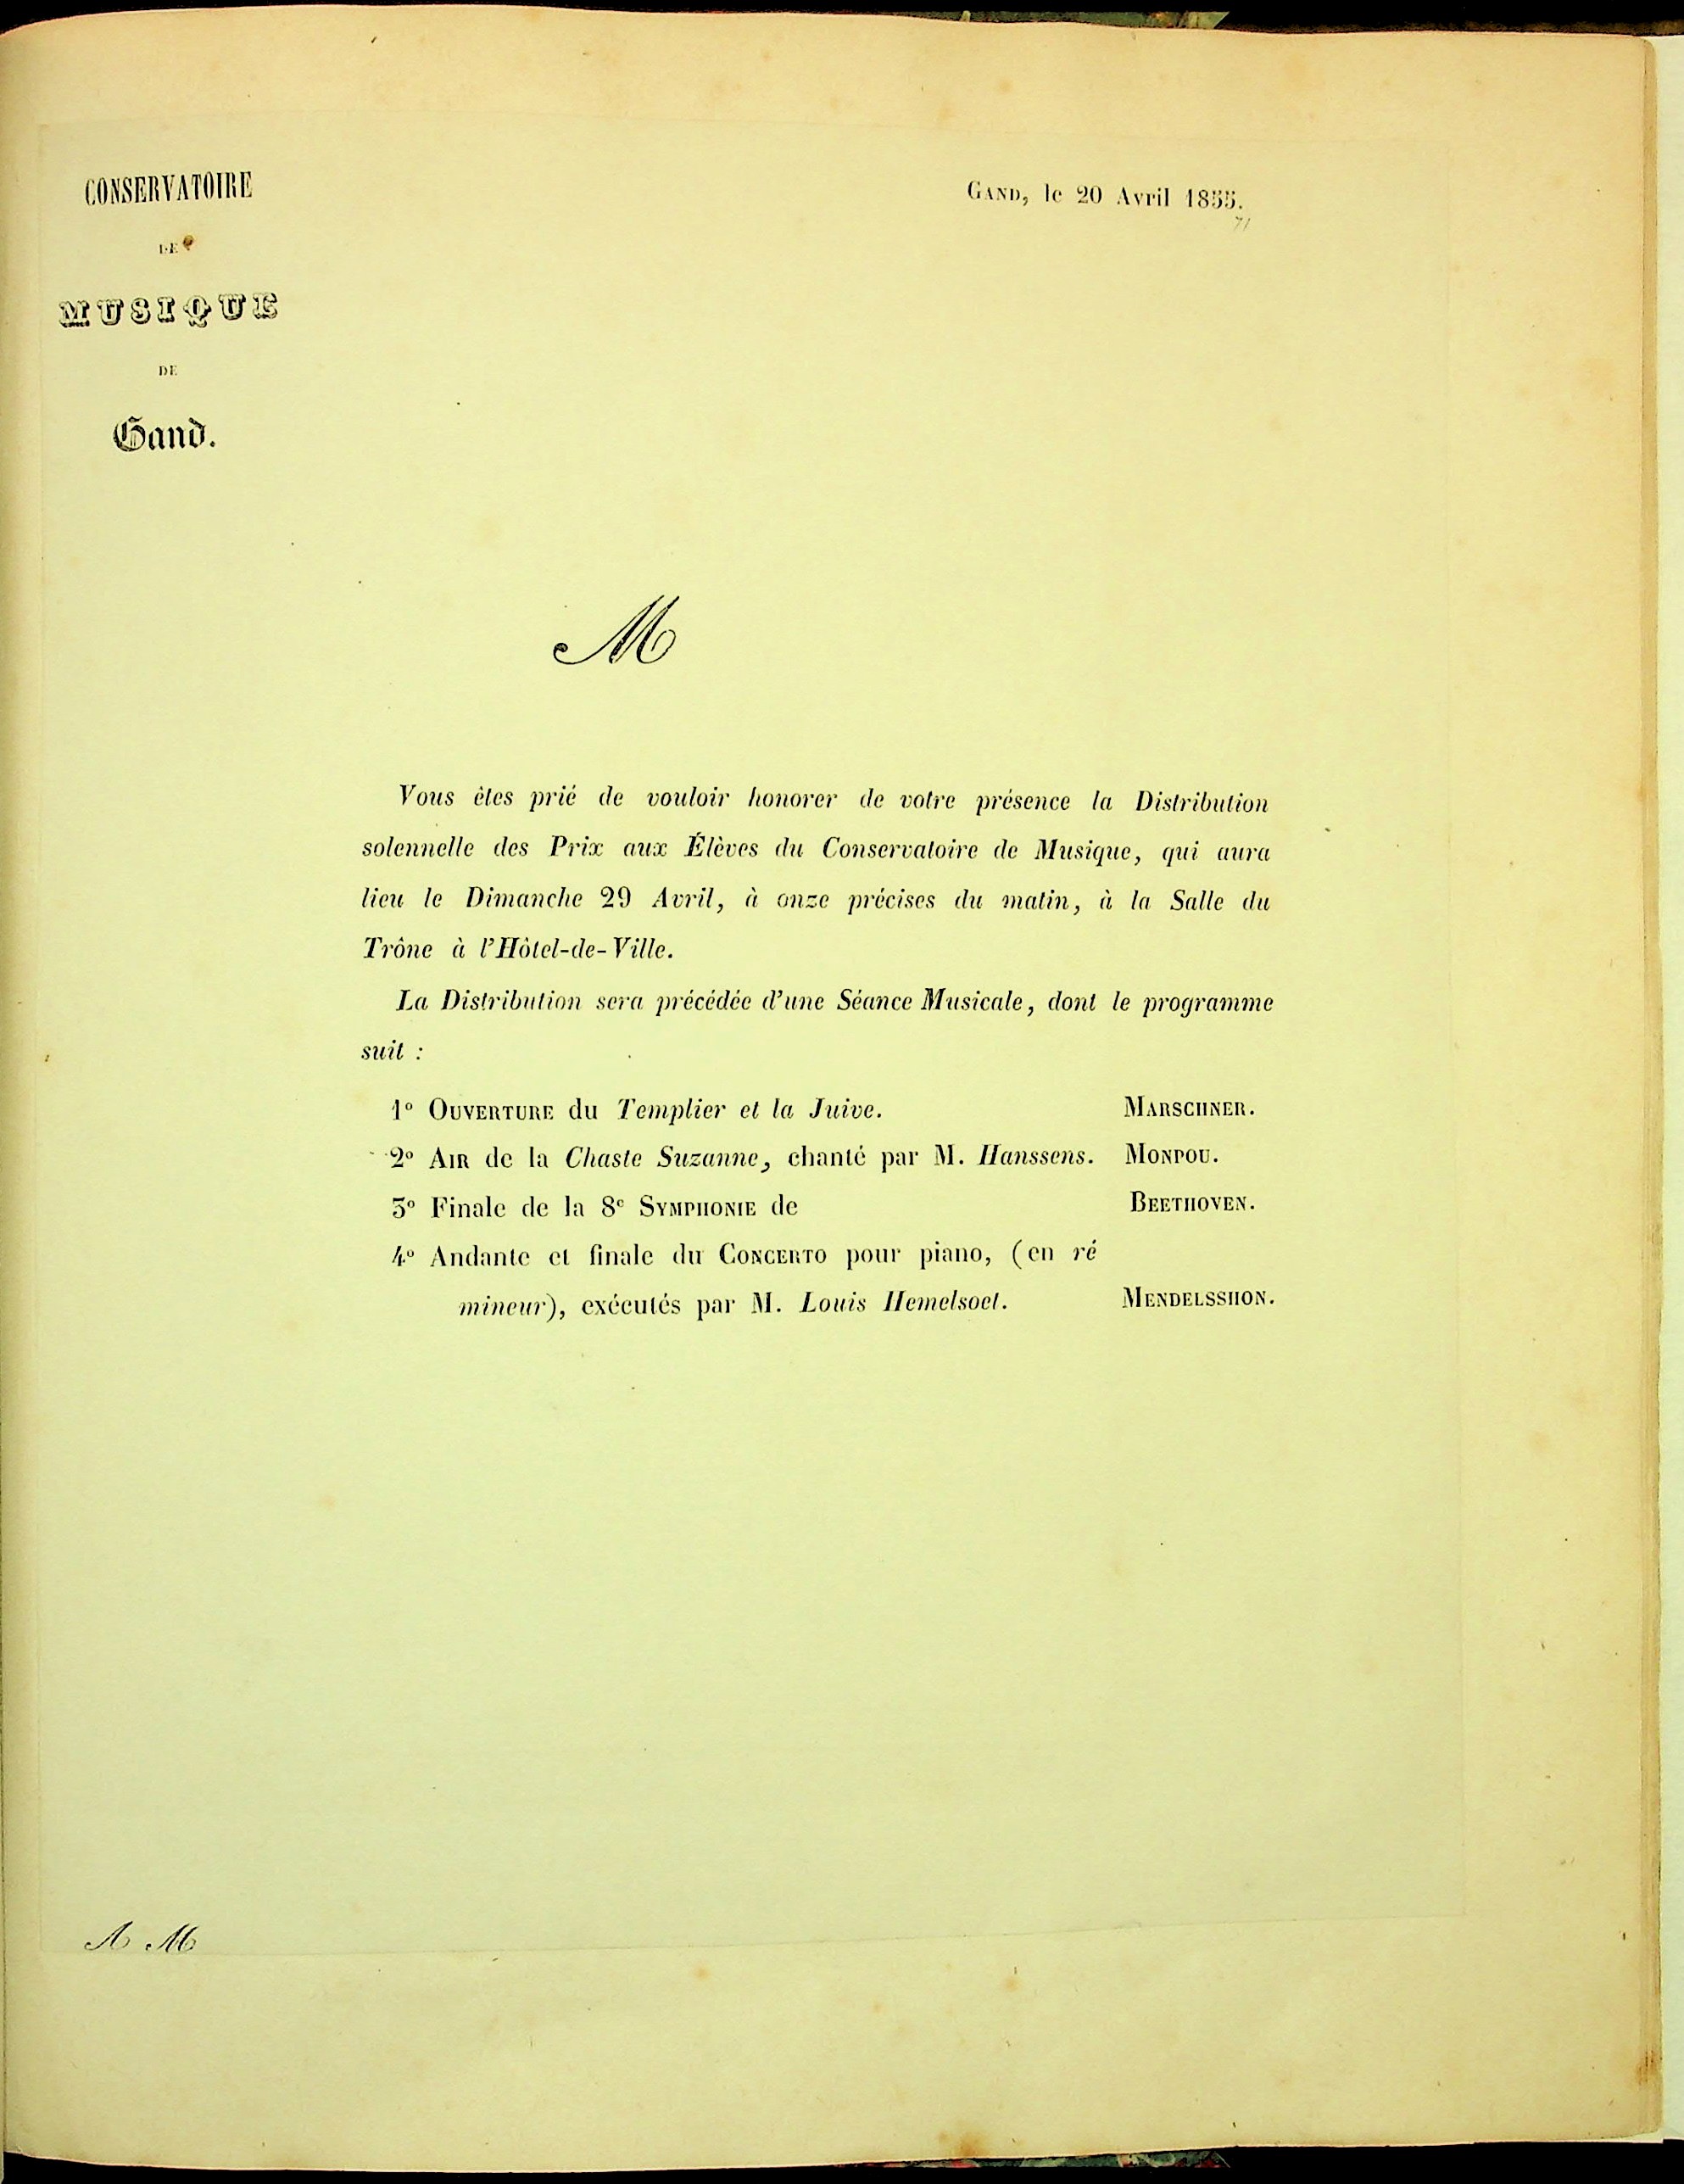 CONSERVATOIRE
DE
MUSIQUE
DE
Gand.
GAND, le 20 Avril 1855.
71
M
Vous êtes prié de vouloir honorer de votre présence la Distribution
solennelle des Prix aux Élèves du Conservatoire de Musique, qui aura
lieu le Dimanche 29 Avril, à onze précises du matin, à la Salle du
Trône à l'Hôtel-de-Ville.
La Distribution sera précédée d'une Séance Musicale, dont le programme
suit :
1º OUVERTURE du Templier et la Juive. MARSCHNER.
2º AIR de la Chaste Suzanne, chanté par M. Hanssens. MONPOU.
3º Finale de la 8e SYMPHONIE de BEETHOVEN.
4º Andante et finale du CONCERTO pour piano, (en ré
mineur), exécutés par M. Louis Hemelsoet. MENDELSSHON.
A M